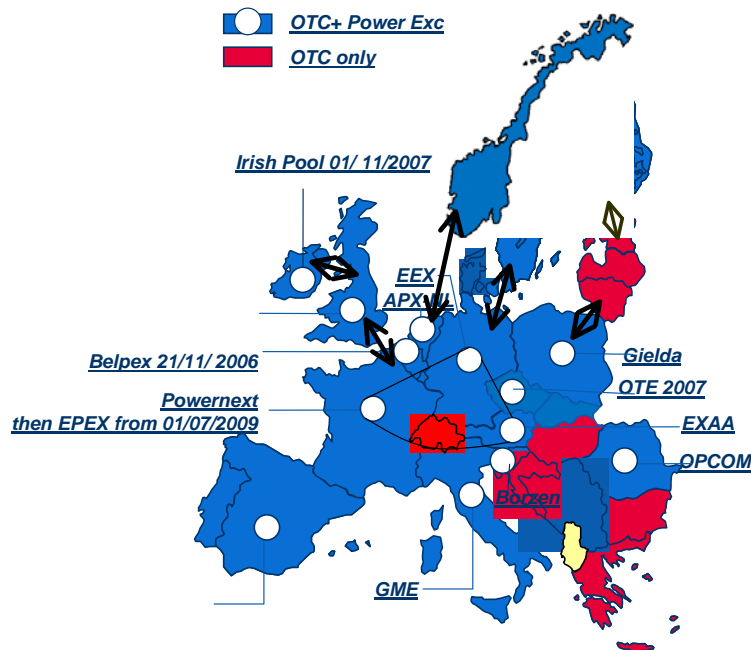 OTC+ Power Exc
OTC only
Irish Pool 01/ 11/2007
EEX
APX NL
Belpex 21/11/ 2006
Gielda
Powernext
OTE 2007
then EPEX from 01/07/2009
EXAA
OPCOM
Borzen
GME